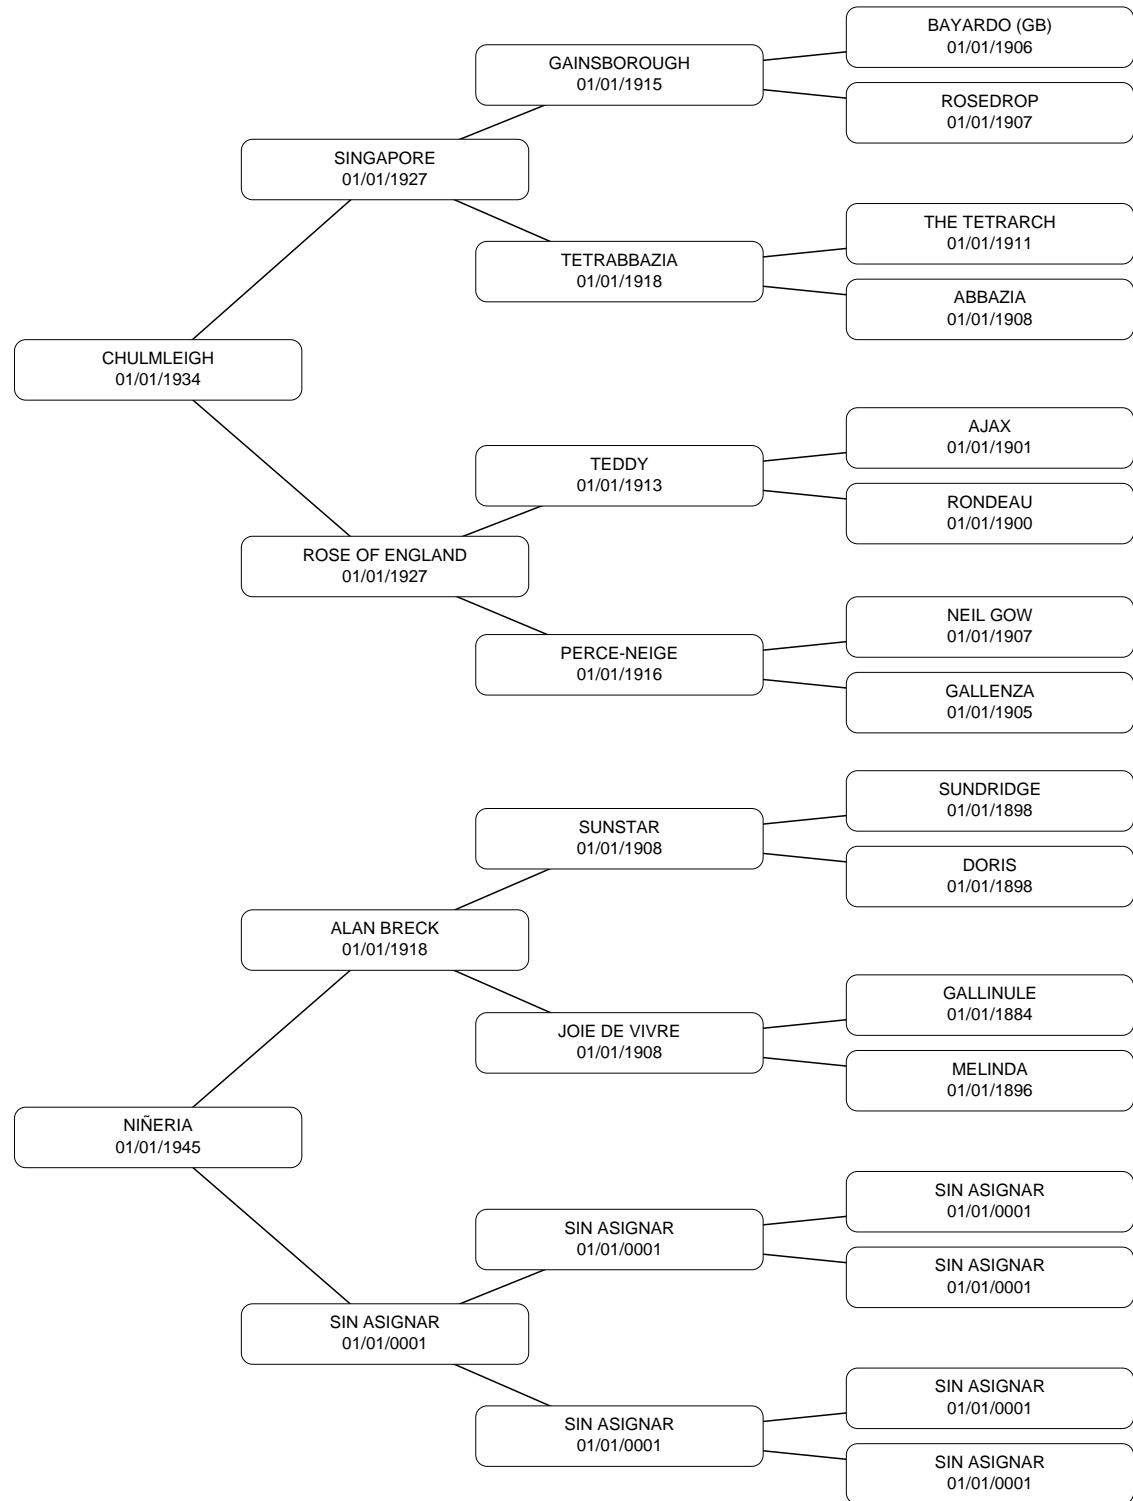 BAYARDO (GB)
01/01/1906
GAINSBOROUGH
01/01/1915
ROSEDROP
01/01/1907
SINGAPORE
01/01/1927
THE TETRARCH
01/01/1911
TETRABBAZIA
01/01/1918
ABBAZIA
01/01/1908
CHULMLEIGH
01/01/1934
AJAX
01/01/1901
TEDDY
01/01/1913
RONDEAU
01/01/1900
ROSE OF ENGLAND
01/01/1927
NEIL GOW
01/01/1907
PERCE-NEIGE
01/01/1916
GALLENZA
01/01/1905
SUNDRIDGE
01/01/1898
SUNSTAR
01/01/1908
DORIS
01/01/1898
ALAN BRECK
01/01/1918
GALLINULE
01/01/1884
JOIE DE VIVRE
01/01/1908
MELINDA
01/01/1896
NIÑERIA
01/01/1945
SIN ASIGNAR
01/01/0001
SIN ASIGNAR
01/01/0001
SIN ASIGNAR
01/01/0001
SIN ASIGNAR
01/01/0001
SIN ASIGNAR
01/01/0001
SIN ASIGNAR
01/01/0001
SIN ASIGNAR
01/01/0001